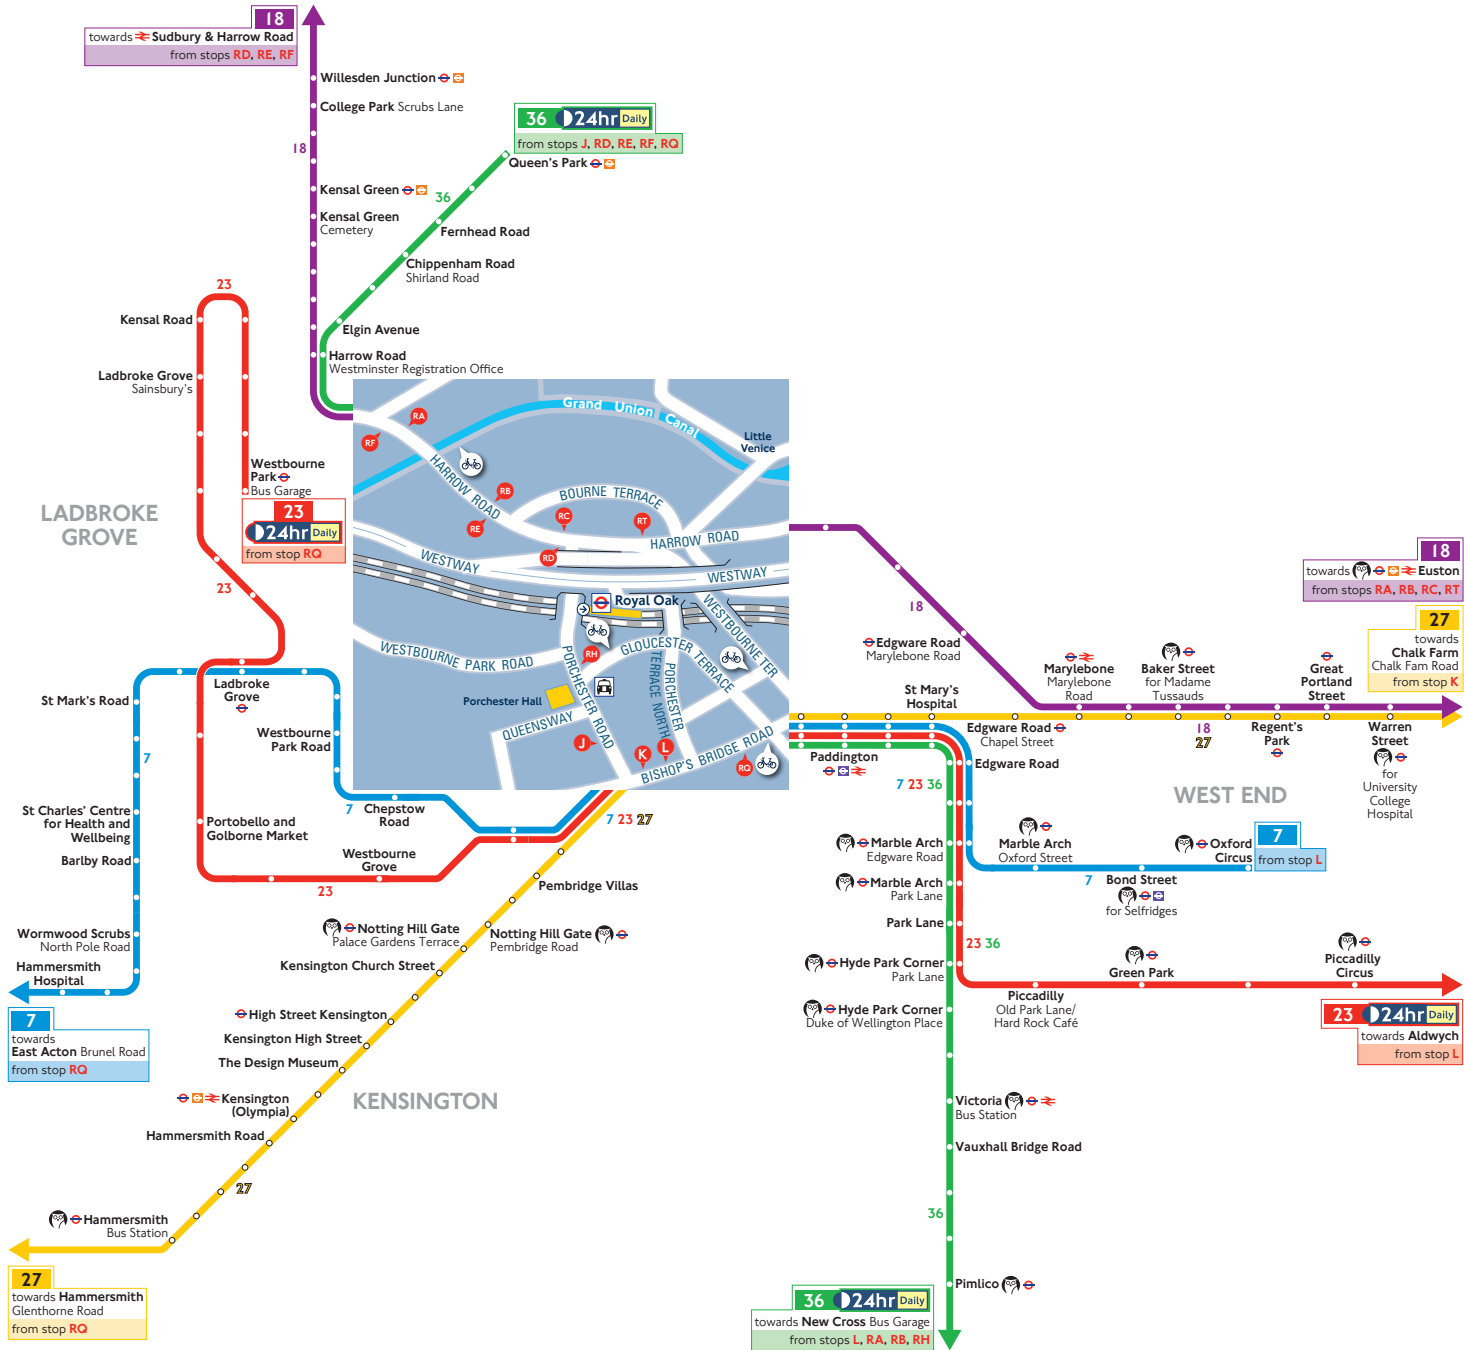 18
towards Sudbury & Harrow Road
from stops RD, RE, RF
Willesden Junction
College Park Scrubs Lane
18
36 24hr Daily
from stops J, RD, RE, RF, RQ
Queen's Park
Kensal Green
36
Kensal Green
Cemetery
Fernhead Road
Chippenham Road
Shirland Road
23
Kensal Road
Elgin Avenue
Harrow Road
Westminster Registration Office
Ladbroke Grove
Sainsbury's
Westbourne
Park
Bus Garage
23
24hr Daily
from stop RQ
LADBROKE
GROVE
23
Grand Union Canal
Little
Venice
RA
RF
HARROW ROAD
RB
BOURNE TERRACE
RE
RC
RT
HARROW ROAD
RD
WESTWAY
WESTWAY
Royal Oak
WESTBOURNE TER
WESTBOURNE PARK ROAD
RH
GLOUCESTER TERRACE
PORCHESTER ROAD
PORCHESTER
TERRACE NORTH
Porchester Hall
QUEENSWAY
J
K
L
BISHOP'S BRIDGE ROAD
RQ
18
18
towards Euston
from stops RA, RB, RC, RT
27
towards
Chalk Farm
Chalk Fam Road
from stop K
Edgware Road
Marylebone Road
Marylebone
Marylebone
Road
Baker Street
for Madame
Tussauds
Great
Portland
Street
St Mary's
Hospital
Edgware Road
Chapel Street
18
27
Regent's
Park
Warren
Street
for
University
College
Hospital
Paddington
Edgware Road
7 23 36
WEST END
Ladbroke
Grove
St Mark's Road
Westbourne
Park Road
7
7
Chepstow
Road
7 23 27
St Charles' Centre
for Health and
Wellbeing
Portobello and
Golborne Market
Barlby Road
Westbourne
Grove
23
Pembridge Villas
Marble Arch
Edgware Road
Marble Arch
Oxford Street
Oxford
Circus
7
from stop L
Marble Arch
Park Lane
7
Bond Street
for Selfridges
Park Lane
23 36
Wormwood Scrubs
North Pole Road
Notting Hill Gate
Palace Gardens Terrace
Notting Hill Gate
Pembridge Road
Hammersmith
Hospital
Kensington Church Street
Hyde Park Corner
Park Lane
Green Park
Piccadilly
Circus
7
towards
East Acton Brunel Road
from stop RQ
High Street Kensington
Hyde Park Corner
Duke of Wellington Place
Piccadilly
Old Park Lane/
Hard Rock Café
23 24hr Daily
towards Aldwych
from stop L
Kensington High Street
The Design Museum
Kensington
(Olympia)
KENSINGTON
Victoria
Bus Station
Hammersmith Road
Vauxhall Bridge Road
27
36
Hammersmith
Bus Station
27
towards Hammersmith
Glenthorne Road
from stop RQ
Pimlico
36 24hr Daily
towards New Cross Bus Garage
from stops L, RA, RB, RH